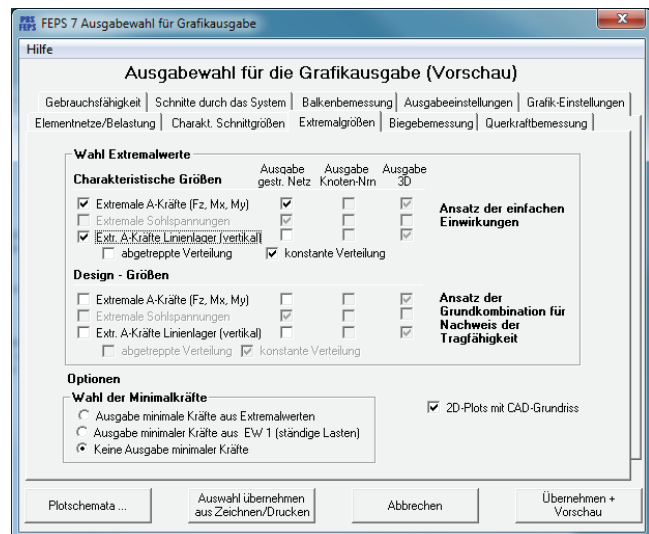 PBS FEPS
FEPS 7 Ausgabewahl für Grafikausgabe
X
Hilfe
Ausgabewahl für die Grafikausgabe (Vorschau)
Gebrauchsfähigkeit Schnitte durch das System Balkenbemessung Ausgabeeinstellungen Grafik-Einstellungen
Elementnetze/Belastung Charakt. Schnittgrößen Extremalgrößen Biegebemessung Querkraftbemessung
Wahl Extremalwerte
Ausgabe Ausgabe Ausgabe
Charakteristische Größen gestr. Netz Knoten-Nrn 3D
Extremale A-Kräfte (Fz, Mx, My)
Extremale Sohlspannungen
Extr. A-Kräfte Linienlager (vertikal)
Ansatz der einfachen
Einwirkungen
abgetreppte Verteilung konstante Verteilung
Design - Größen
Extremale A-Kräfte (Fz, Mx, My)
Extremale Sohlspannungen
Extr. A-Kräfte Linienlager (vertikal)
Ansatz der
Grundkombination für
Nachweis der
Tragfähigkeit
abgetreppte Verteilung konstante Verteilung
Optionen
Wahl der Minimalkräfte
Ausgabe minimale Kräfte aus Extremalwerten
Ausgabe minimaler Kräfte aus EW 1 (ständige Lasten)
Keine Ausgabe minimaler Kräfte
2D-Plots mit CAD-Grundriss
Plotschemata ...
Auswahl übernehmen
aus Zeichnen/Drucken
Abbrechen
Übernehmen +
Vorschau